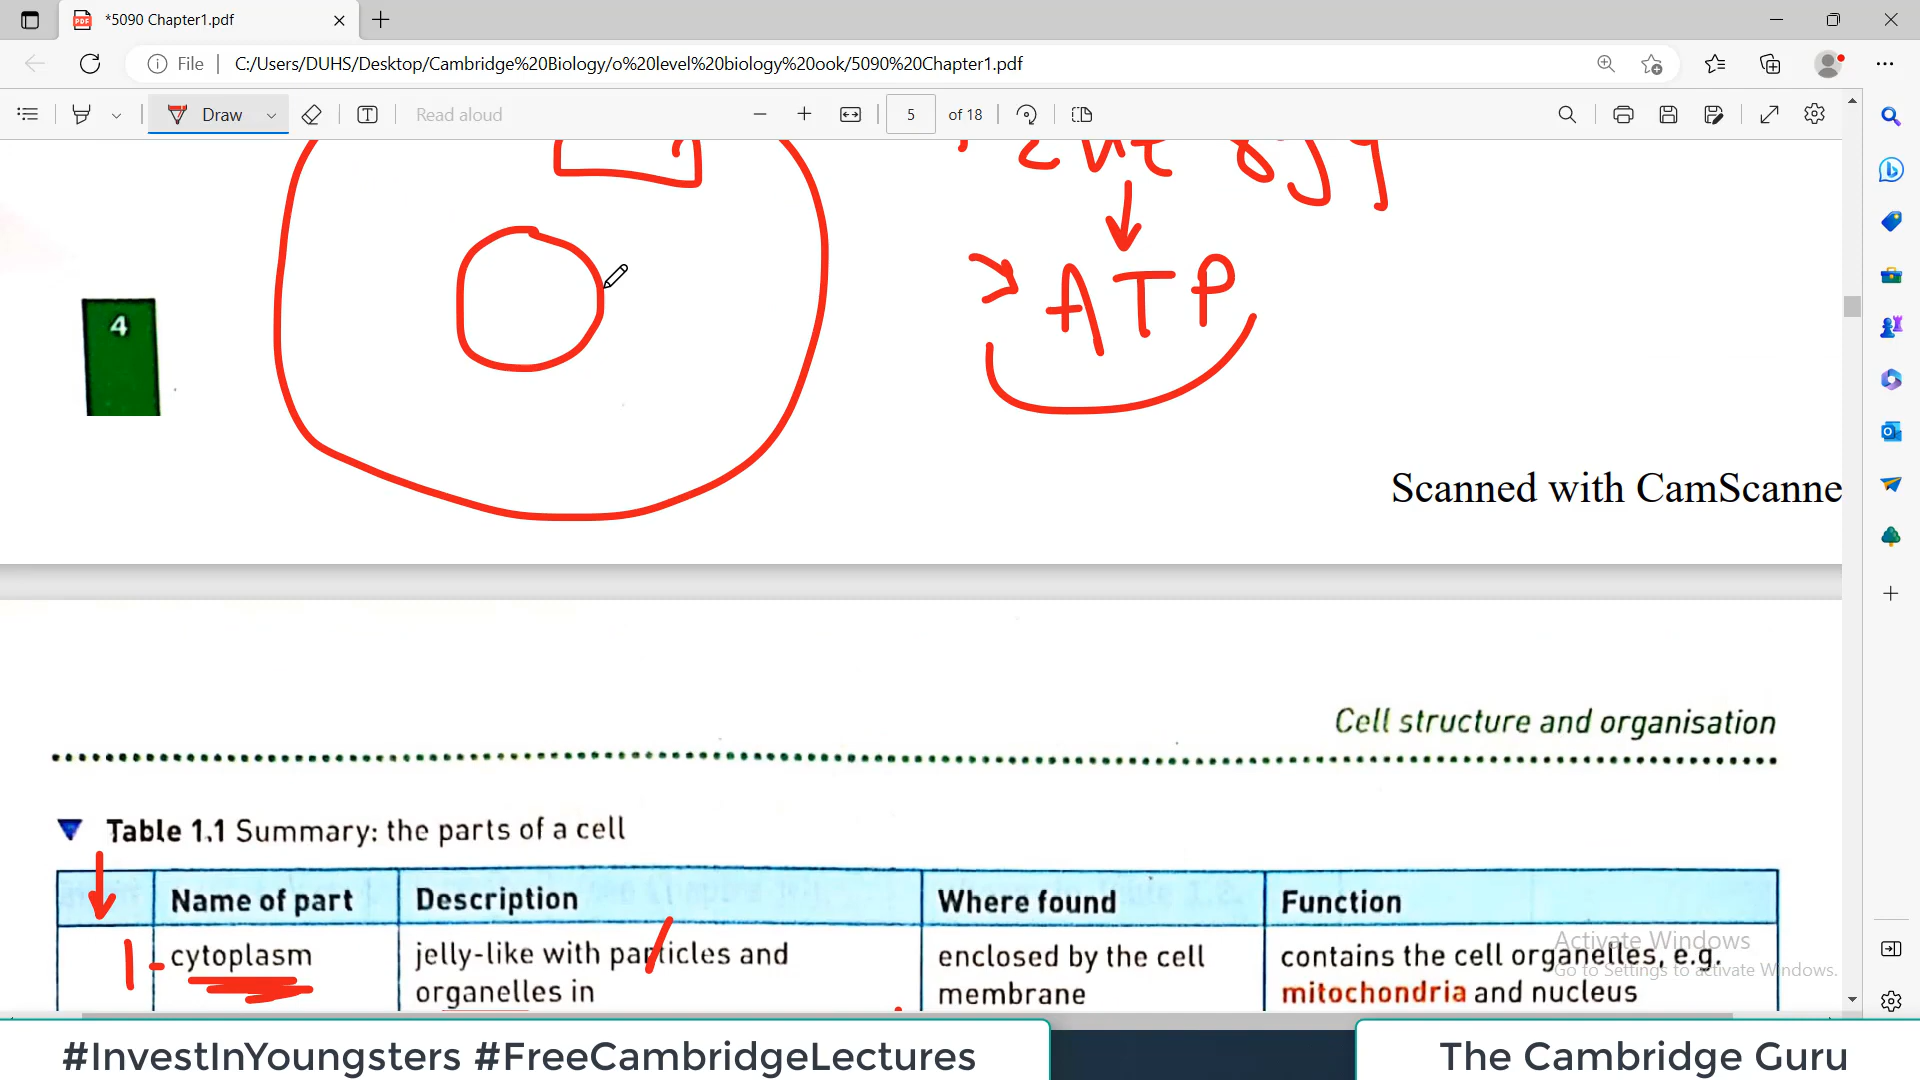 *5090 Chapter1.pdf
File
C:/Users/DUHS/Desktop/Cambridge%20Biology/o%20level%20biology%20ook/5090%20Chapter1.pdf
Draw
Read aloud
5 of 18
ATP
4
Scanned with CamScanne
Cell structure and organisation
Table 1.1 Summary: the parts of a cell
Name of part Description Where found Function
1- cytoplasm jelly-like with particles and enclosed by the cell contains the cell organelles, e.g.
organelles in membrane mitochondria and nucleus
Activate Windows
Go to Settings to activate Windows.
#InvestInYoungsters #FreeCambridgeLectures
The Cambridge Guru